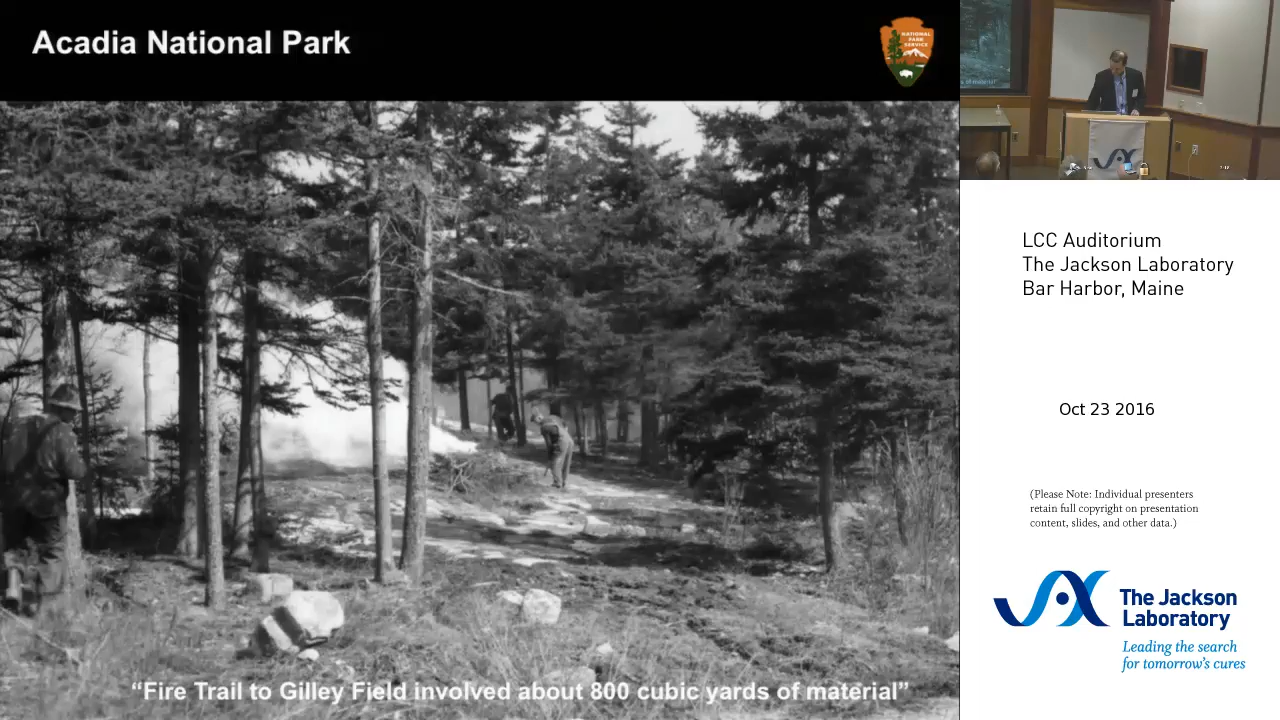 Acadia National Park
NATIONAL
PARK
SERVICE
LCC Auditorium
The Jackson Laboratory
Bar Harbor, Maine
Oct 23 2016
(Please Note: Individual presenters
retain full copyright on presentation
content, slides, and other data.)
The Jackson
Laboratory
Leading the search
for tomorrow's cures
“Fire Trail to Gilley Field involved about 800 cubic yards of material”